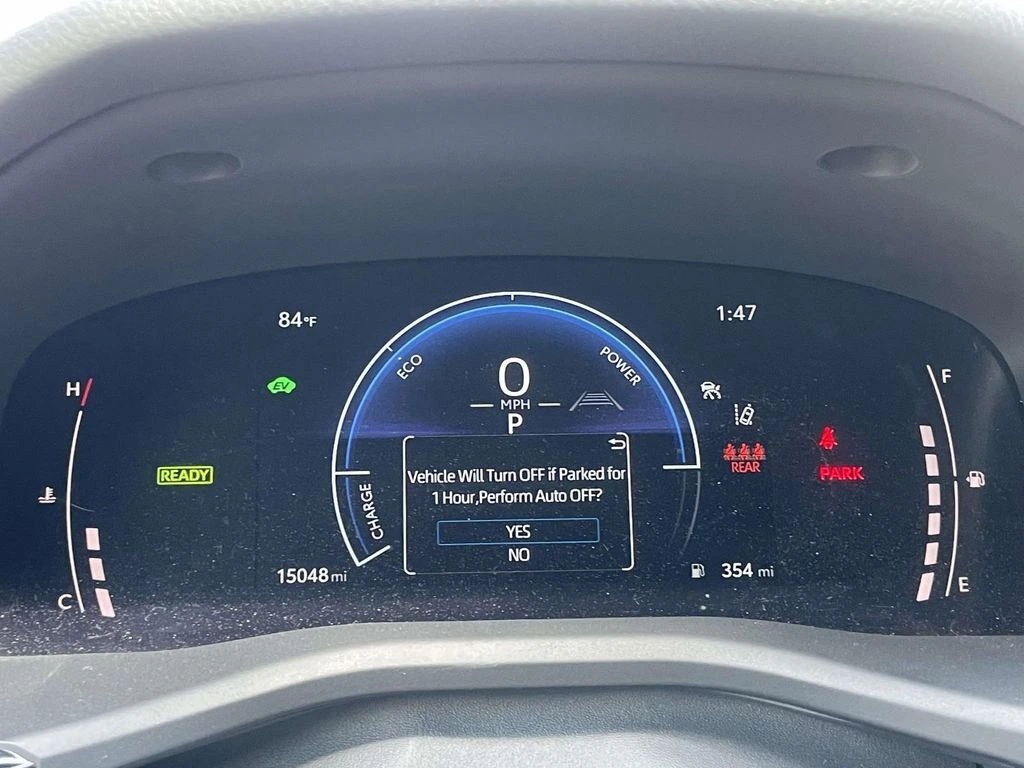 84°F
1:47
H
F
ECO
POWER
0
MPH
P
EV
READY
REAR
PARK
CHARGE
Vehicle Will Turn OFF if Parked for
1 Hour,Perform Auto OFF?
YES
NO
C
15048 mi
354 mi
E